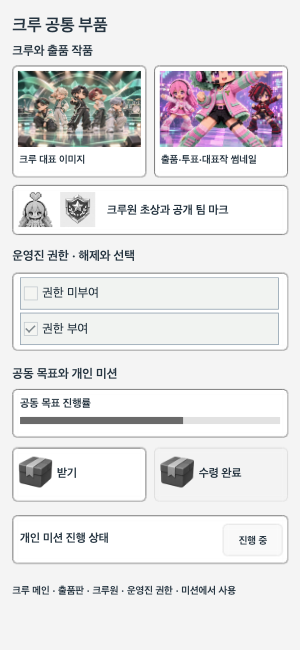 크루 공통 부품
크루와 출품 작품
크루 대표 이미지
출품·투표·대표작 썸네일
크루원 초상과 공개 팀 마크
운영진 권한 · 해제와 선택
권한 미부여
권한 부여
공동 목표와 개인 미션
공동 목표 진행률
받기
수령 완료
개인 미션 진행 상태
진행 중
크루 메인 · 출품판 · 크루원 · 운영진 권한 · 미션에서 사용